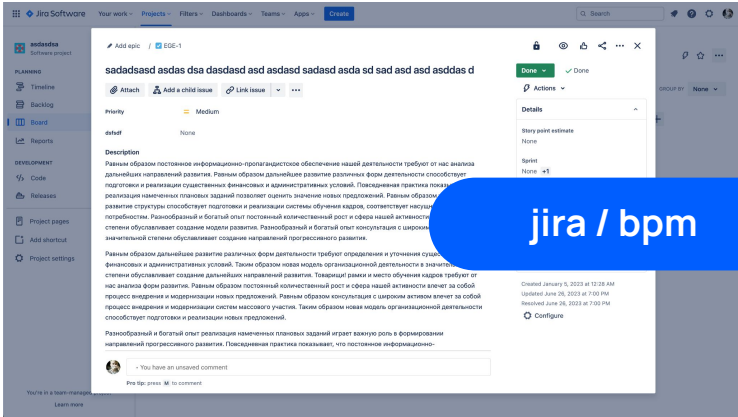 Jira Software
Your work
Projects
Filters
Dashboards
Teams
Apps
Create
Search
asdasdsa
Software project
PLANNING
Timeline
Backlog
Board
Reports
DEVELOPMENT
Code
Releases
Project pages
Add shortcut
Project settings
You're in a team-managed
Learn more
GROUP BY None
Add epic / EGE-1
sadadsasd asdas dsa dasdasd asd asdasd sadasd asda sd sad asd asd asddas d
Attach
Add a child issue
Link issue
Priority
Medium
dsfsdf
None
Description
Равным образом постоянное информационно-пропагандистское обеспечение нашей деятельности требуют от нас анализа
дальнейших направлений развития. Равным образом дальнейшее развитие различных форм деятельности способствует
подготовки и реализации существенных финансовых и административных условий. Повседневная практика показ
реализация намеченных плановых заданий позволяет оценить значение новых предложений. Равным образом
развитие структуры способствует подготовки и реализации системы обучения кадров, соответствует насущн
потребностям. Разнообразный и богатый опыт постоянный количественный рост и сфера нашей активности
степени обуславливает создание модели развития. Разнообразный и богатый опыт консультация с широким
значительной степени обуславливает создание направлений прогрессивного развития.
Равным образом дальнейшее развитие различных форм деятельности требуют определения и уточнения сущес
финансовых и административных условий. Таким образом новая модель организационной деятельности в значител
степени обуславливает создание дальнейших направлений развития. Товарищи! рамки и место обучения кадров требуют от
нас анализа форм развития. Равным образом постоянный количественный рост и сфера нашей активности влечет за собой
процесс внедрения и модернизации новых предложений. Равным образом консультация с широким активом влечет за собой
процесс внедрения и модернизации систем массового участия. Таким образом новая модель организационной деятельности
способствует подготовки и реализации новых предложений.
Разнообразный и богатый опыт реализация намеченных плановых заданий играет важную роль в формировании
направлений прогрессивного развития. Повседневная практика показывает, что постоянное информационно-
You have an unsaved comment
Pro tip: press M to comment
Done
Done
Actions
Details
Story point estimate
None
Sprint
None +1
jira / bpm
Created January 5, 2023 at 12:28 AM
Updated June 26, 2023 at 7:00 PM
Resolved June 26, 2023 at 7:00 PM
Configure